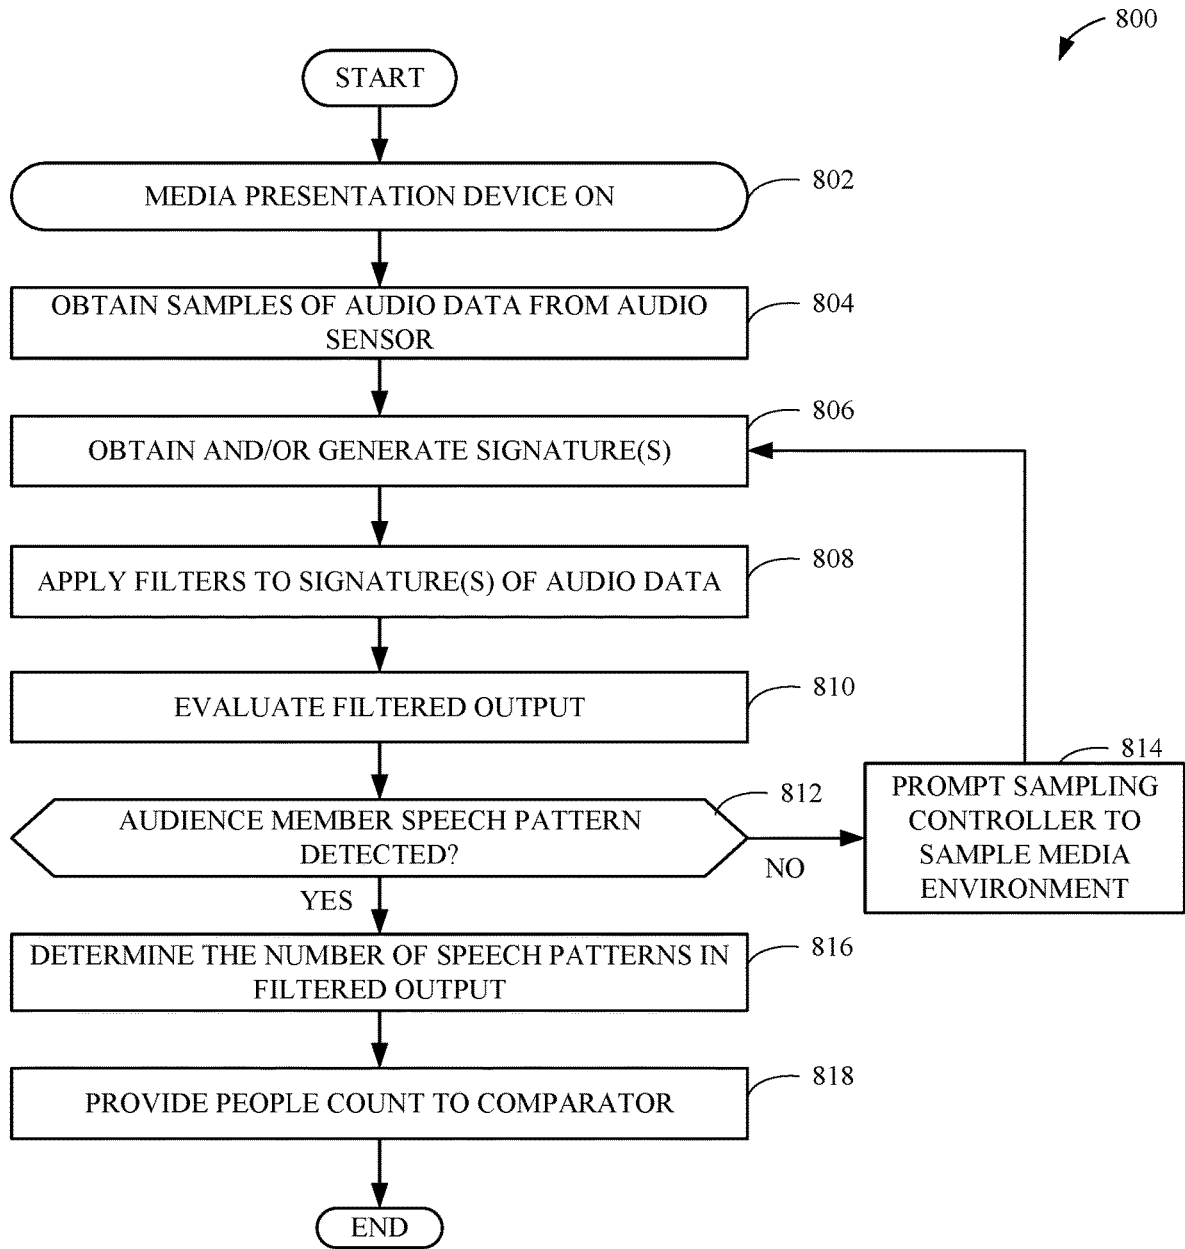 800
START
MEDIA PRESENTATION DEVICE ON
802
OBTAIN SAMPLES OF AUDIO DATA FROM AUDIO
SENSOR
804
OBTAIN AND/OR GENERATE SIGNATURE(S)
806
APPLY FILTERS TO SIGNATURE(S) OF AUDIO DATA
808
EVALUATE FILTERED OUTPUT
810
AUDIENCE MEMBER SPEECH PATTERN
DETECTED?
812
NO
814
PROMPT SAMPLING
CONTROLLER TO
SAMPLE MEDIA
ENVIRONMENT
YES
DETERMINE THE NUMBER OF SPEECH PATTERNS IN
FILTERED OUTPUT
816
PROVIDE PEOPLE COUNT TO COMPARATOR
818
END